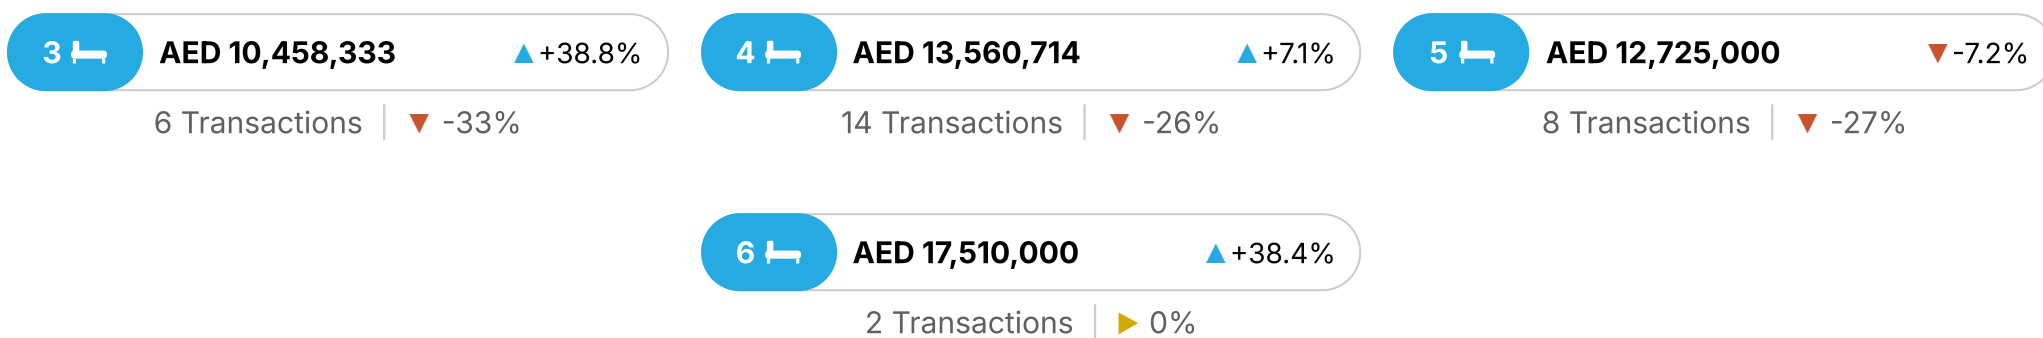 3 AED 10,458,333 ▲+38.8%
6 Transactions | ▼ -33%
4 AED 13,560,714 ▲+7.1%
14 Transactions | ▼ -26%
5 AED 12,725,000 ▼-7.2%
8 Transactions | ▼ -27%
6 AED 17,510,000 ▲+38.4%
2 Transactions | ▶ 0%